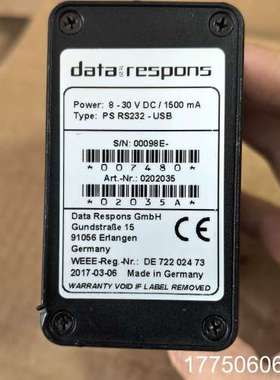 data respons
Power: 8 - 30 V DC / 1500 mA
Type: PS RS232 - USB
S/N: 00098E-
*007480*
Art.-Nr.: 0202035
*02035A*
Data Respons GmbH
Gundstraße 15
91056 Erlangen
Germany
CE
WEEE-Reg.-Nr.: DE 722 024 73
2017-03-06 Made in Germany
WARRANTY VOID IF LABEL REMOVED
17750606